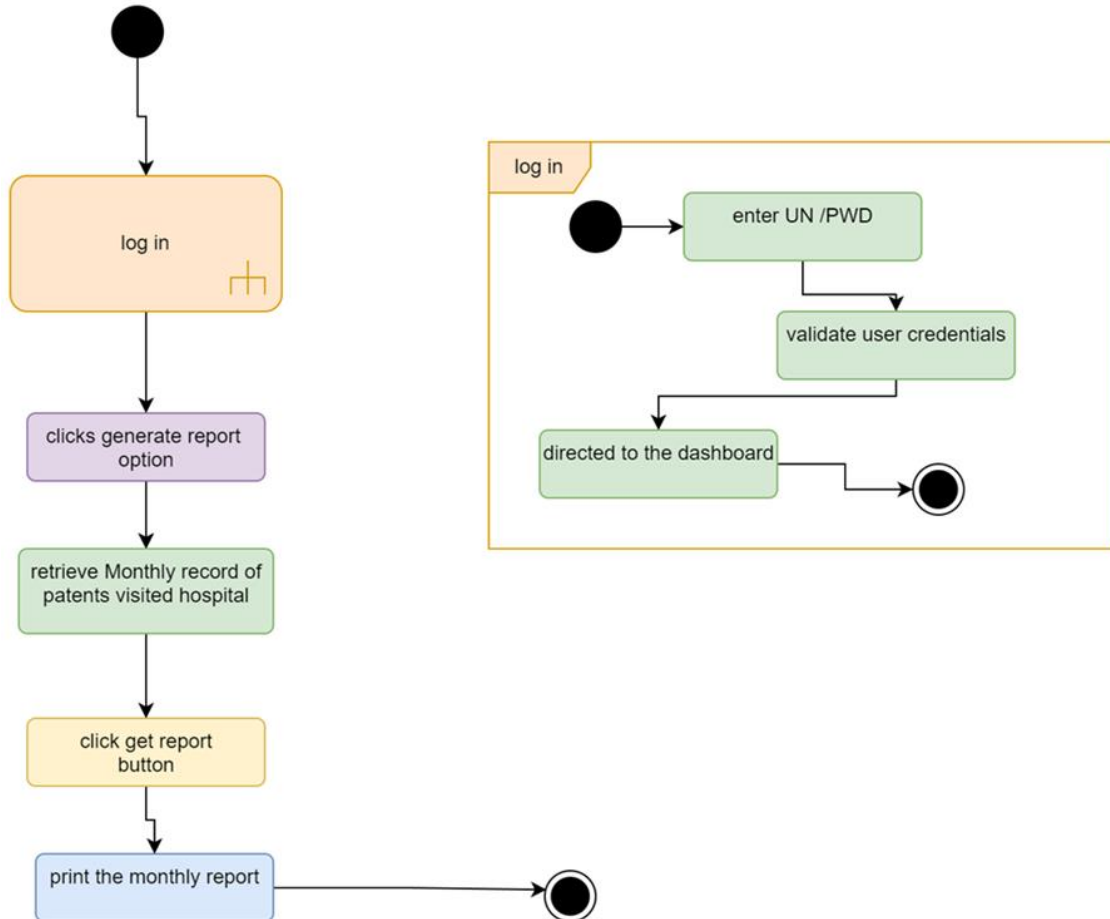 log in
clicks generate report
option
retrieve Monthly record of
patents visited hospital
click get report
button
print the monthly report
log in
enter UN /PWD
validate user credentials
directed to the dashboard